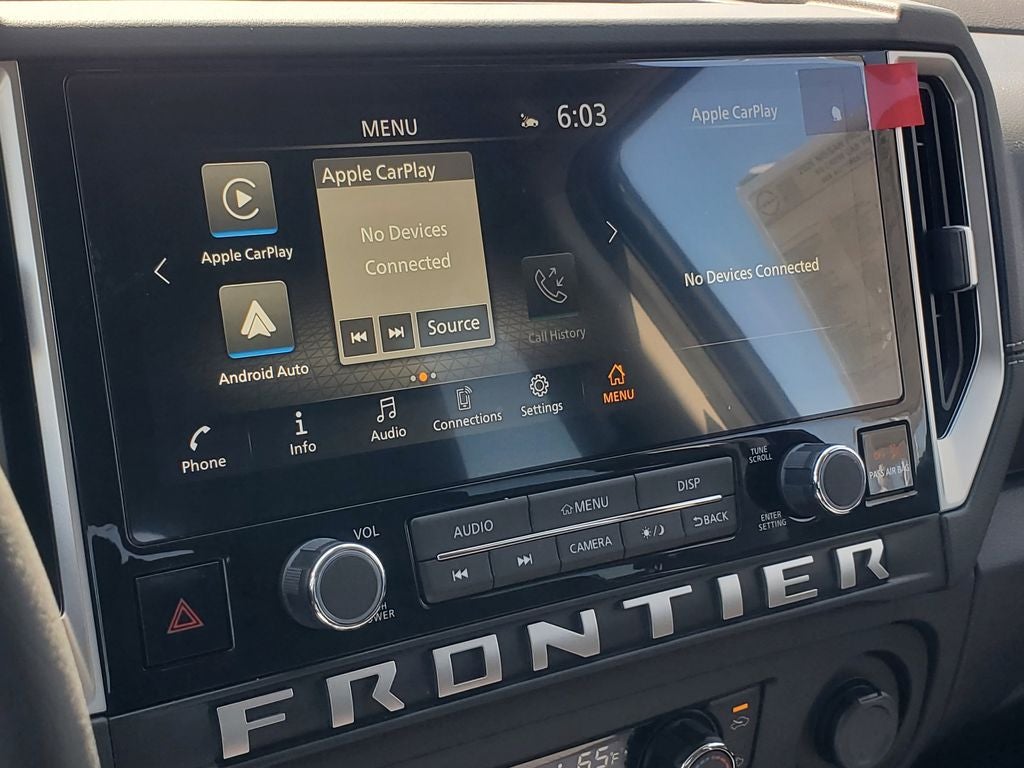 MENU
6:03
Apple CarPlay
Apple CarPlay
Apple CarPlay
No Devices
Connected
No Devices Connected
Source
Call History
Android Auto
Phone
Info
Audio
Connections
Settings
MENU
TUNE
SCROLL
PASS AIR BAG
VOL
AUDIO
MENU
DISP
CAMERA
BACK
ENTER
SETTING
FRONTIER
65°F